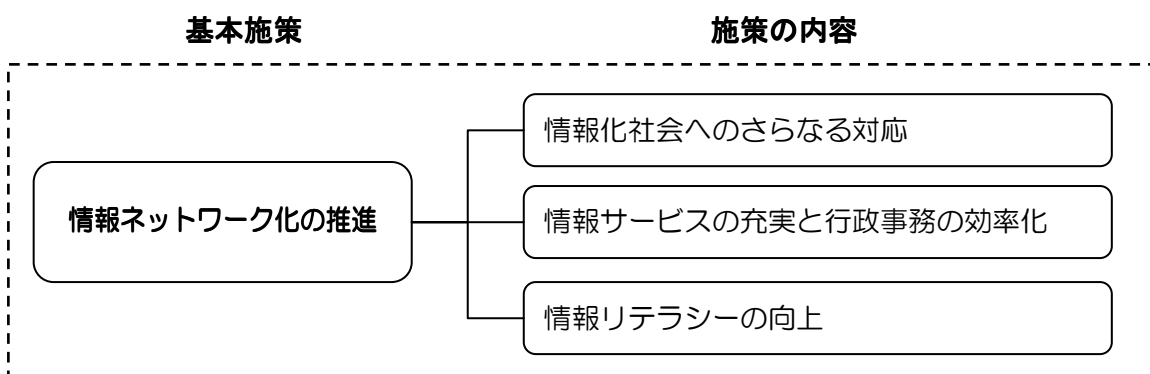 基本施策
施策の内容
情報ネットワーク化の推進
情報化社会へのさらなる対応
情報サービスの充実と行政事務の効率化
情報リテラシーの向上